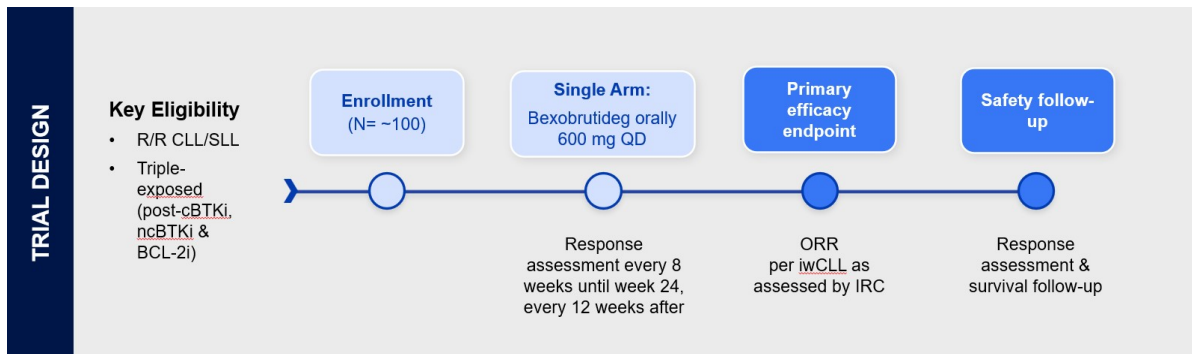 TRIAL DESIGN
Key Eligibility
• R/R CLL/SLL
• Triple-
exposed
(post-cBTKi,
ncBTKi &
BCL-2i)
Enrollment
(N= ~100)
Single Arm:
Bexobrutideg orally
600 mg QD
Response
assessment every 8
weeks until week 24,
every 12 weeks after
Primary
efficacy
endpoint
ORR
per iwCLL as
assessed by IRC
Safety follow-
up
Response
assessment &
survival follow-up